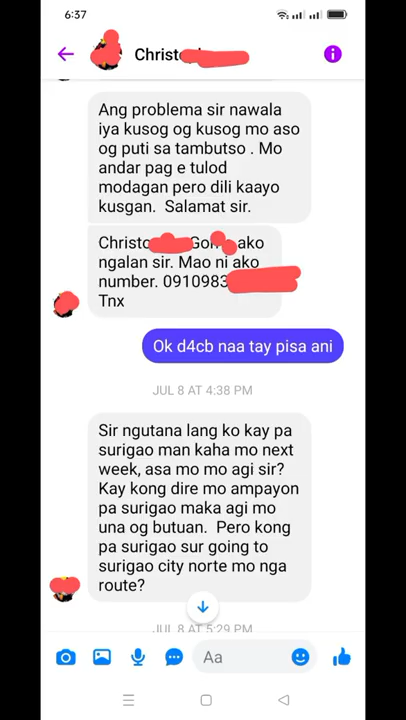 6:37
Christ
Ang problema sir nawala
iya kusog og kusog mo aso
og puti sa tambutso . Mo
andar pag e tulod
modagan pero dili kaayo
kusgan. Salamat sir.
Christo Gom ako
ngalan sir. Mao ni ako
number. 0910983
Tnx
Ok d4cb naa tay pisa ani
JUL 8 AT 4:38 PM
Sir ngutana lang ko kay pa
surigao man kaha mo next
week, asa mo mo agi sir?
Kay kong dire mo ampayon
pa surigao maka agi mo
una og butuan. Pero kong
pa surigao sur going to
surigao city norte mo nga
route?
JUL 8 AT 5:29 PM
Aa